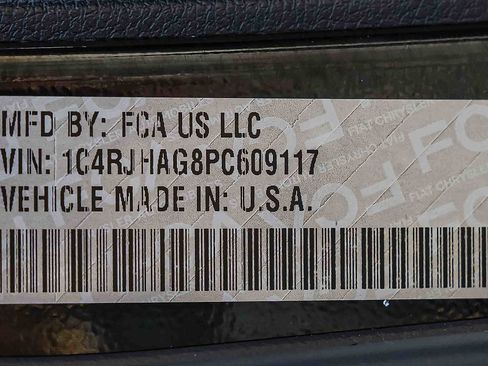 MFD BY: FCA US LLC
VIN: 1C4RJHAG8PC609117
VEHICLE MADE IN: U.S.A.